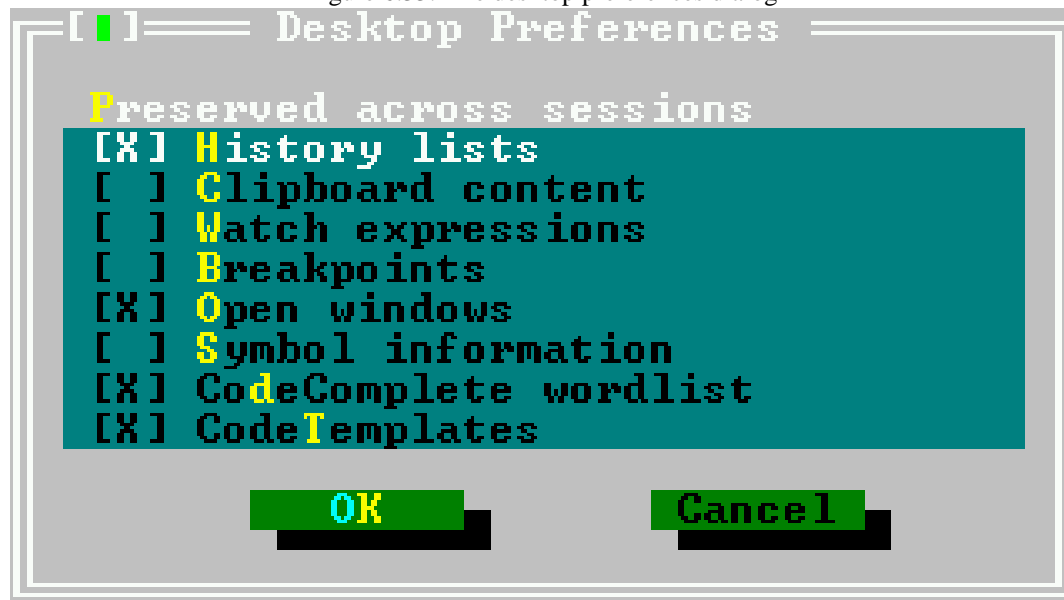 [▮] Desktop Preferences
Preserved across sessions
[X] History lists
[ ] Clipboard content
[ ] Watch expressions
[ ] Breakpoints
[X] Open windows
[ ] Symbol information
[X] CodeComplete wordlist
[X] CodeTemplates
OK Cancel